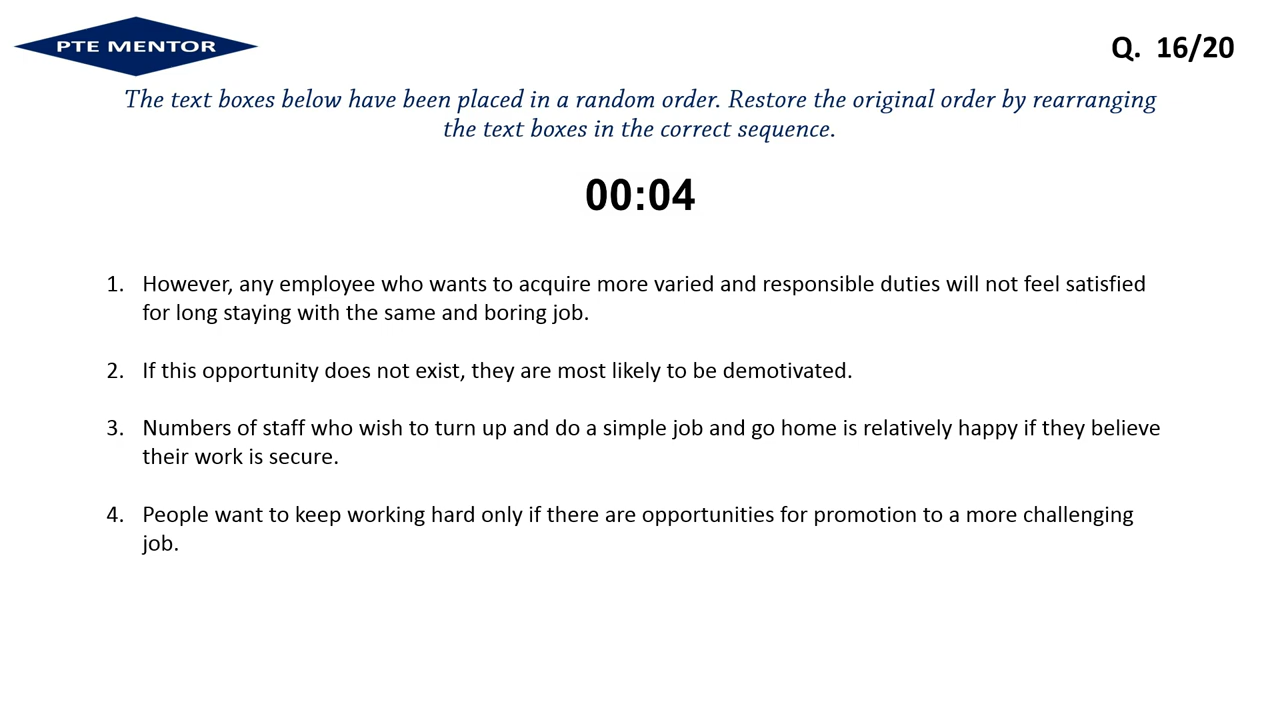 PTE MENTOR
Q. 16/20
The text boxes below have been placed in a random order. Restore the original order by rearranging
the text boxes in the correct sequence.
00:04
1. However, any employee who wants to acquire more varied and responsible duties will not feel satisfied
for long staying with the same and boring job.
2. If this opportunity does not exist, they are most likely to be demotivated.
3. Numbers of staff who wish to turn up and do a simple job and go home is relatively happy if they believe
their work is secure.
4. People want to keep working hard only if there are opportunities for promotion to a more challenging
job.